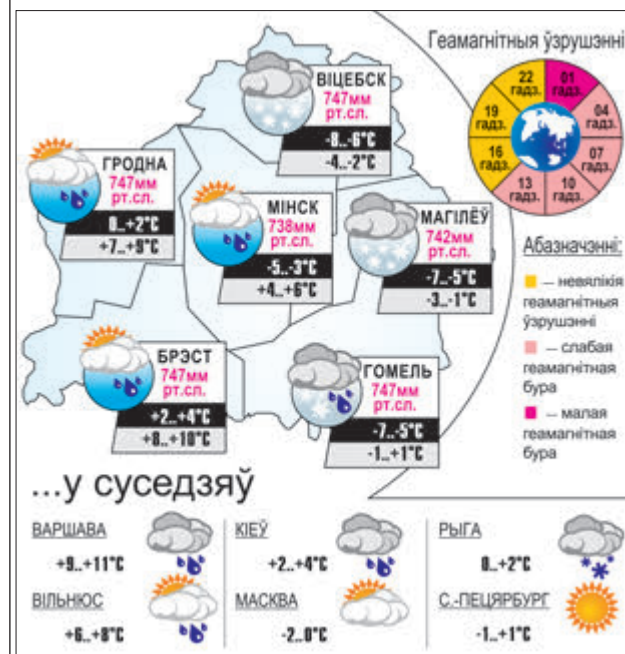 Геамагнітныя ўзрушэнні
22 гадз.
01 гадз.
04 гадз.
07 гадз.
10 гадз.
13 гадз.
16 гадз.
19 гадз.
ВІЦЕБСК
747мм
рт.сл.
-8..-6°C
-4..-2°C
ГРОДНА
747мм
рт.сл.
0..+2°C
+7..+9°C
МІНСК
738мм
рт.сл.
-5..-3°C
+4..+6°C
МАГІЛЁЎ
742мм
рт.сл.
-7..-5°C
-3..-1°C
БРЭСТ
747мм
рт.сл.
+2..+4°C
+8..+10°C
ГОМЕЛЬ
747мм
рт.сл.
-7..-5°C
-1..+1°C
Абазначэнні:
— невялікія
геамагнітныя
ўзрушэнні
— слабая
геамагнітная
бура
— малая
геамагнітная
бура
...у суседзяў
ВАРШАВА
+9..+11°C
КІЕЎ
+2..+4°C
РЫГА
0..+2°C
ВІЛЬНЮС
+6..+8°C
МАСКВА
-2..0°C
С.-ПЕЦЯРБУРГ
-1..+1°C